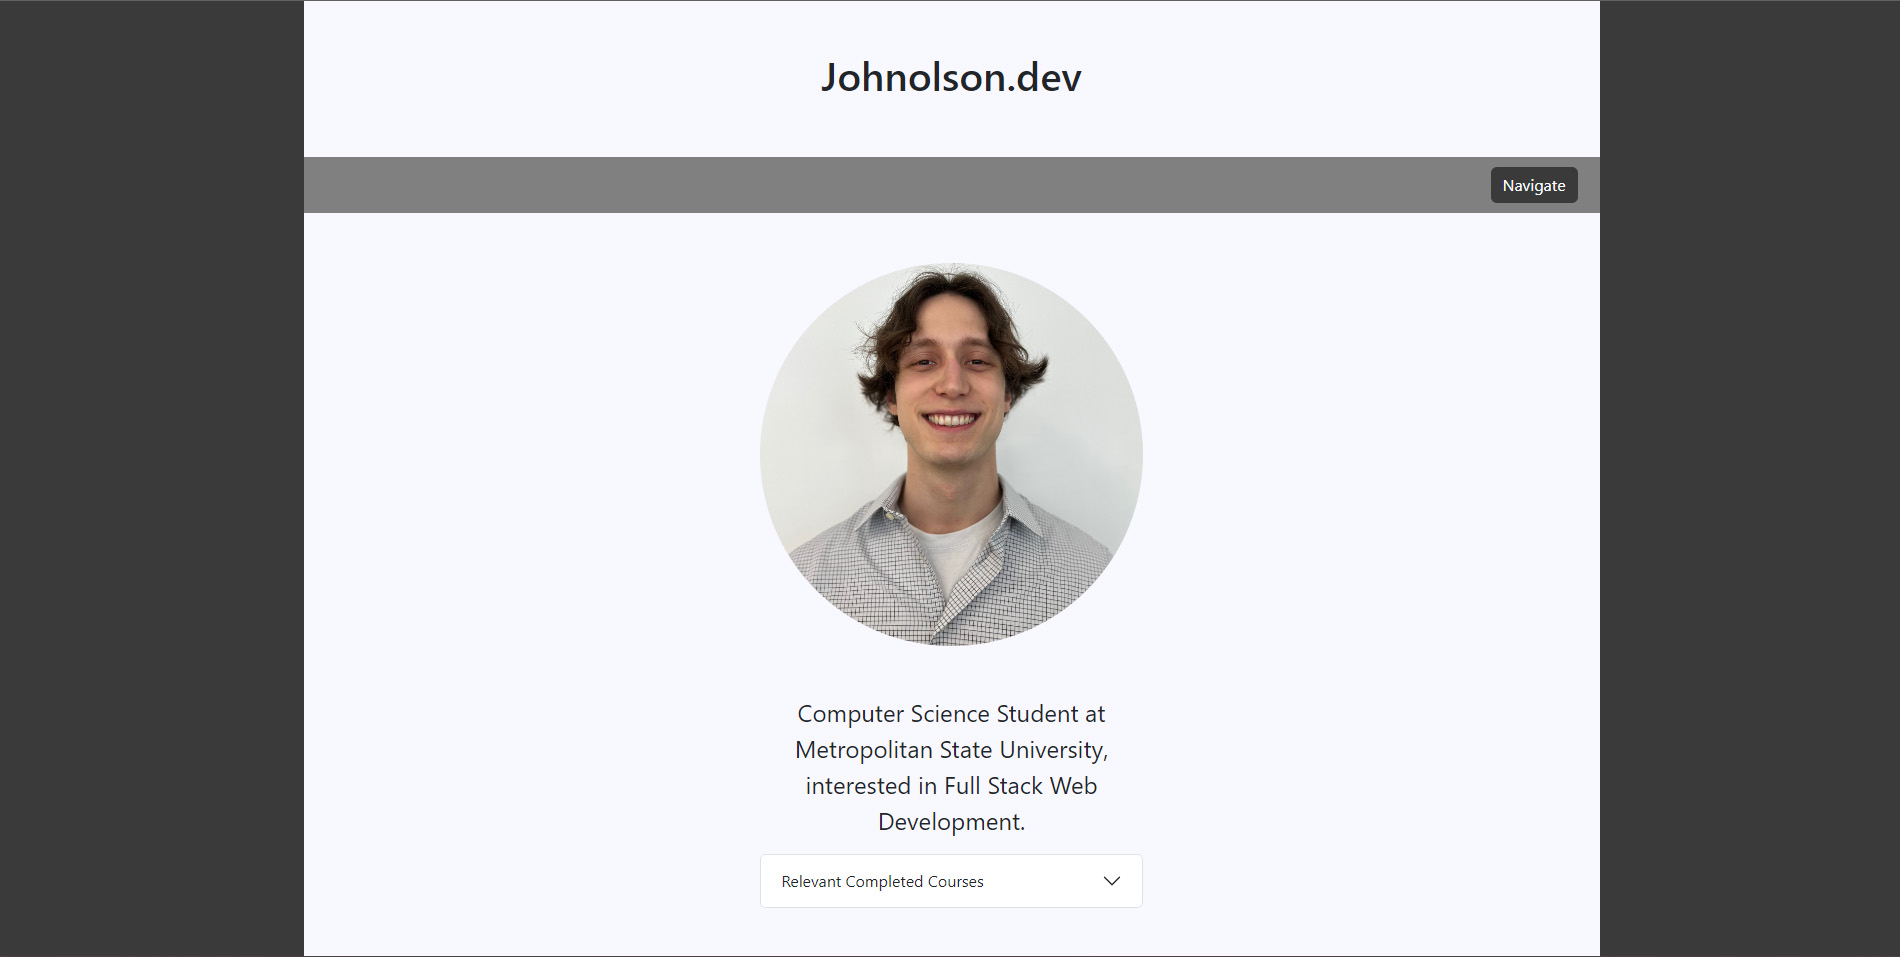 Johnolson.dev
Navigate
Computer Science Student at
Metropolitan State University,
interested in Full Stack Web
Development.
Relevant Completed Courses